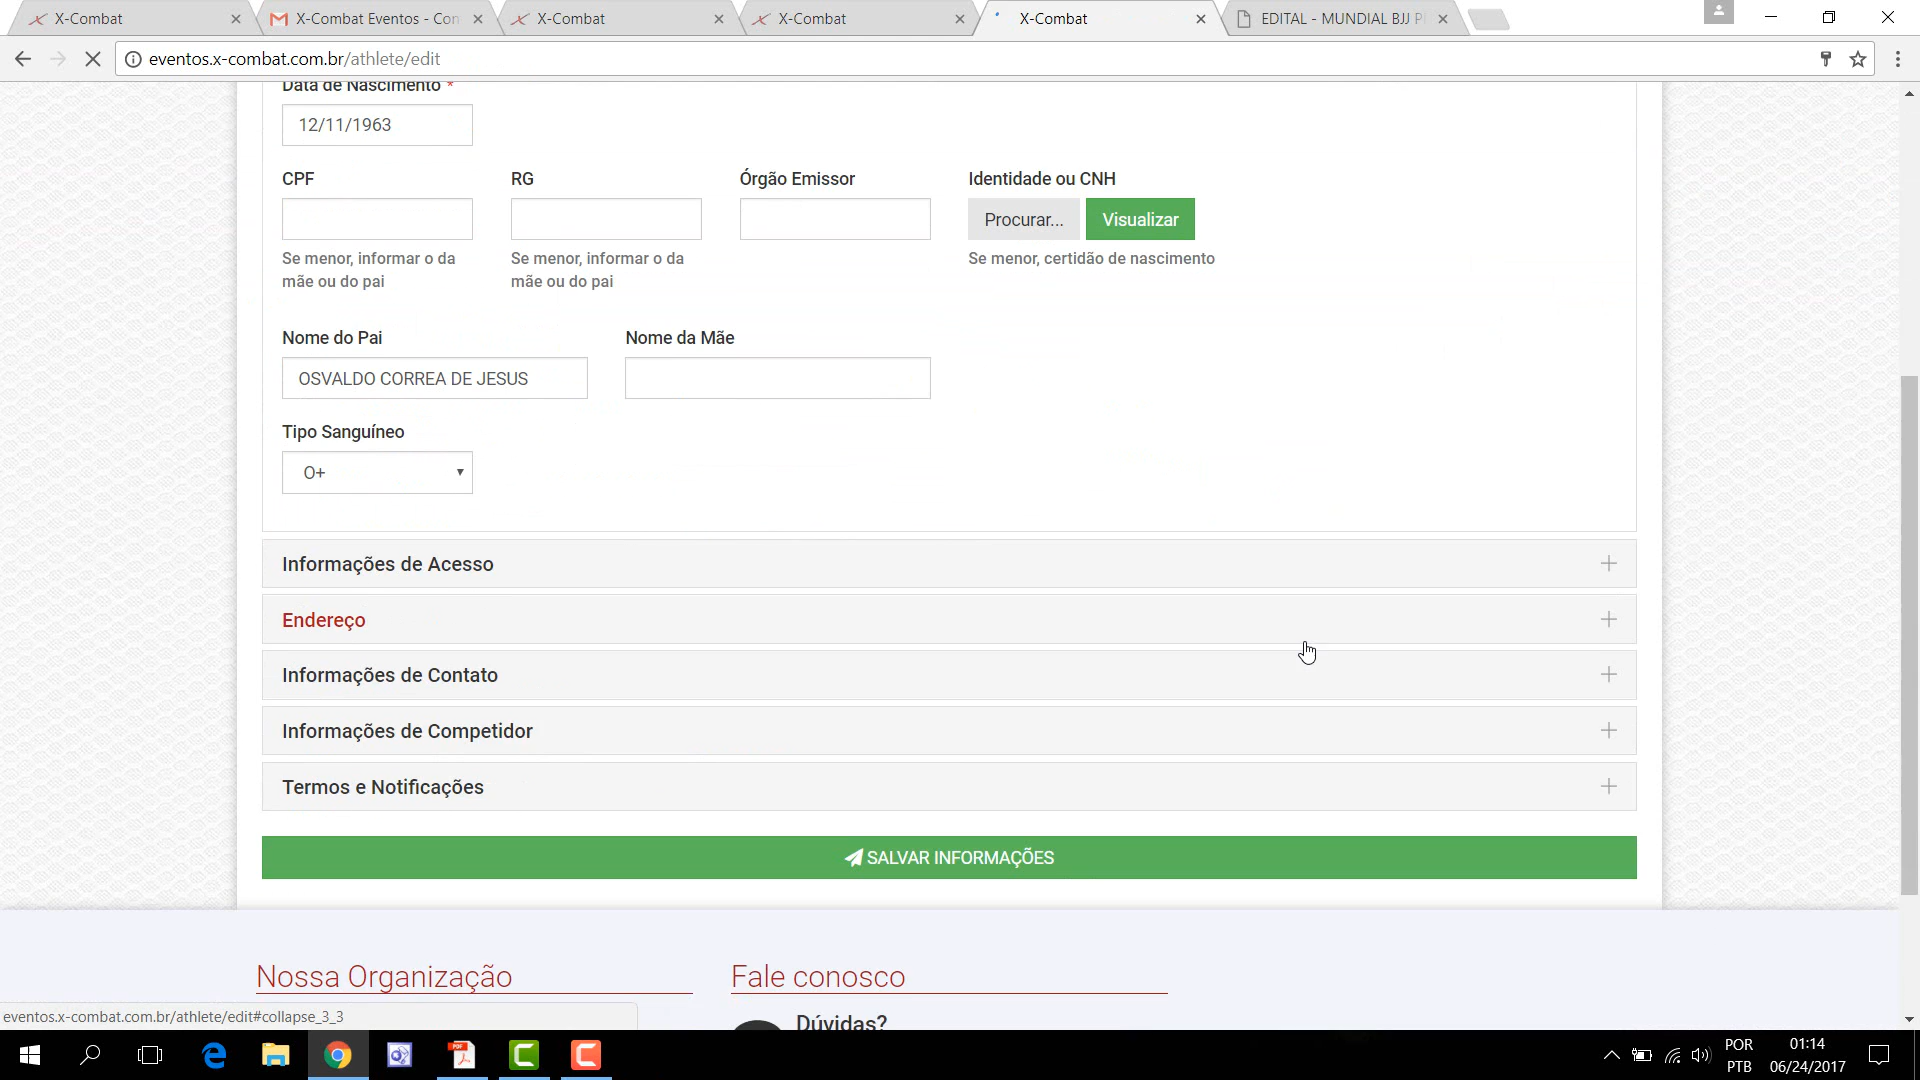 X-Combat
X-Combat Eventos - Con
X-Combat
X-Combat
X-Combat
EDITAL - MUNDIAL BJJ P
eventos.x-combat.com.br/athlete/edit
Data de Nascimento *
12/11/1963
CPF
RG
Órgão Emissor
Identidade ou CNH
Procurar...
Visualizar
Se menor, informar o da
mãe ou do pai
Se menor, informar o da
mãe ou do pai
Se menor, certidão de nascimento
Nome do Pai
Nome da Mãe
OSVALDO CORREA DE JESUS
Tipo Sanguíneo
O+
Informações de Acesso
Endereço
Informações de Contato
Informações de Competidor
Termos e Notificações
SALVAR INFORMAÇÕES
Nossa Organização
Fale conosco
Dúvidas?
eventos.x-combat.com.br/athlete/edit#collapse_3_3
POR
PTB
01:14
06/24/2017